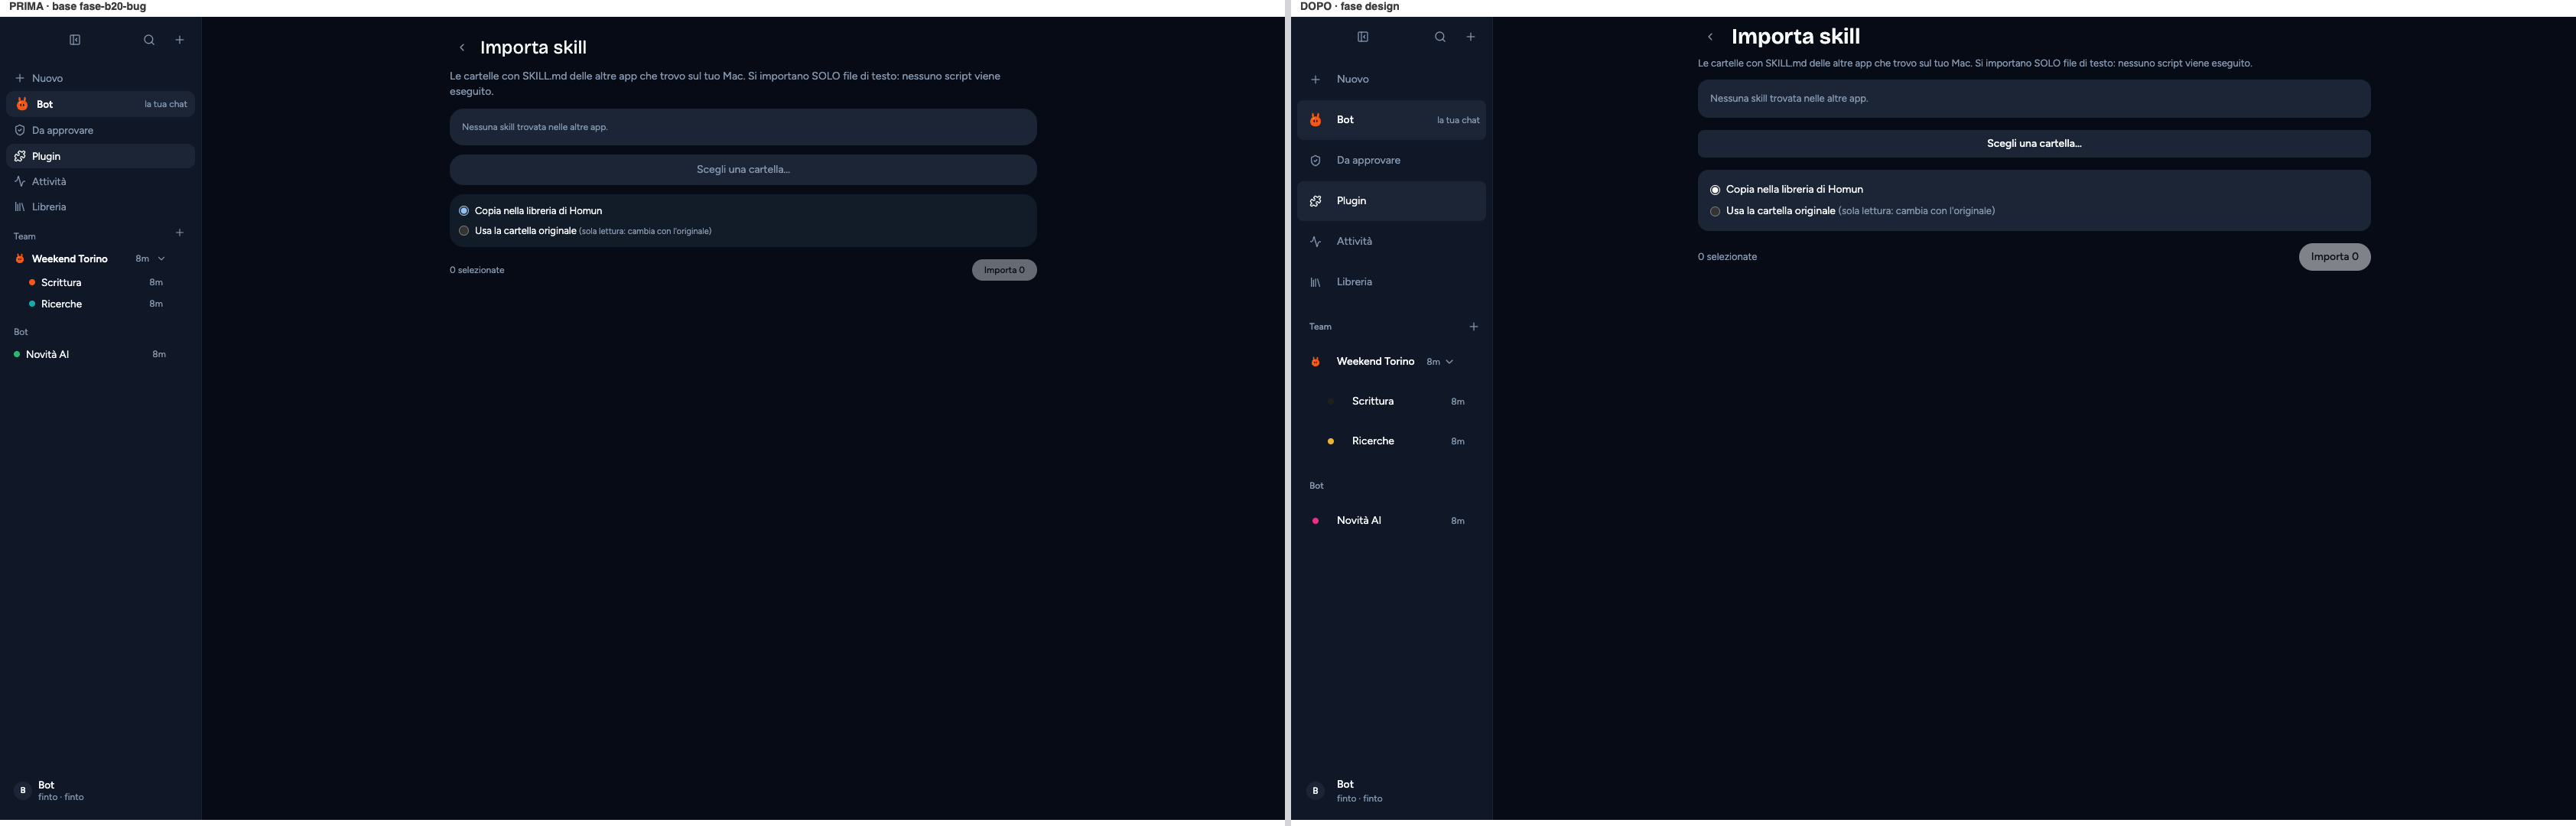 PRIMA · base fase-b20-bug
Importa skill
Le cartelle con SKILL.md delle altre app che trovo sul tuo Mac. Si importano SOLO file di testo: nessuno script viene
eseguito.
Nuovo
Bot la tua chat
Da approvare
Plugin
Attività
Libreria
Team
Weekend Torino 8m
Scrittura 8m
Ricerche 8m
Bot
Novità AI 8m
Nessuna skill trovata nelle altre app.
Scegli una cartella...
Copia nella libreria di Homun
Usa la cartella originale (sola lettura: cambia con l'originale)
0 selezionate
Importa 0
B
Bot
finto · finto
DOPO · fase design
Importa skill
Le cartelle con SKILL.md delle altre app che trovo sul tuo Mac. Si importano SOLO file di testo: nessuno script viene eseguito.
Nuovo
Bot la tua chat
Da approvare
Plugin
Attività
Libreria
Team
Weekend Torino 8m
Scrittura 8m
Ricerche 8m
Bot
Novità AI 8m
Nessuna skill trovata nelle altre app.
Scegli una cartella...
Copia nella libreria di Homun
Usa la cartella originale (sola lettura: cambia con l'originale)
0 selezionate
Importa 0
B
Bot
finto · finto